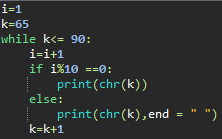 i=1
k=65
while k<= 90:
    i=i+1
    if i%10 ==0:
        print(chr(k))
    else:
        print(chr(k),end = " ")
    k=k+1